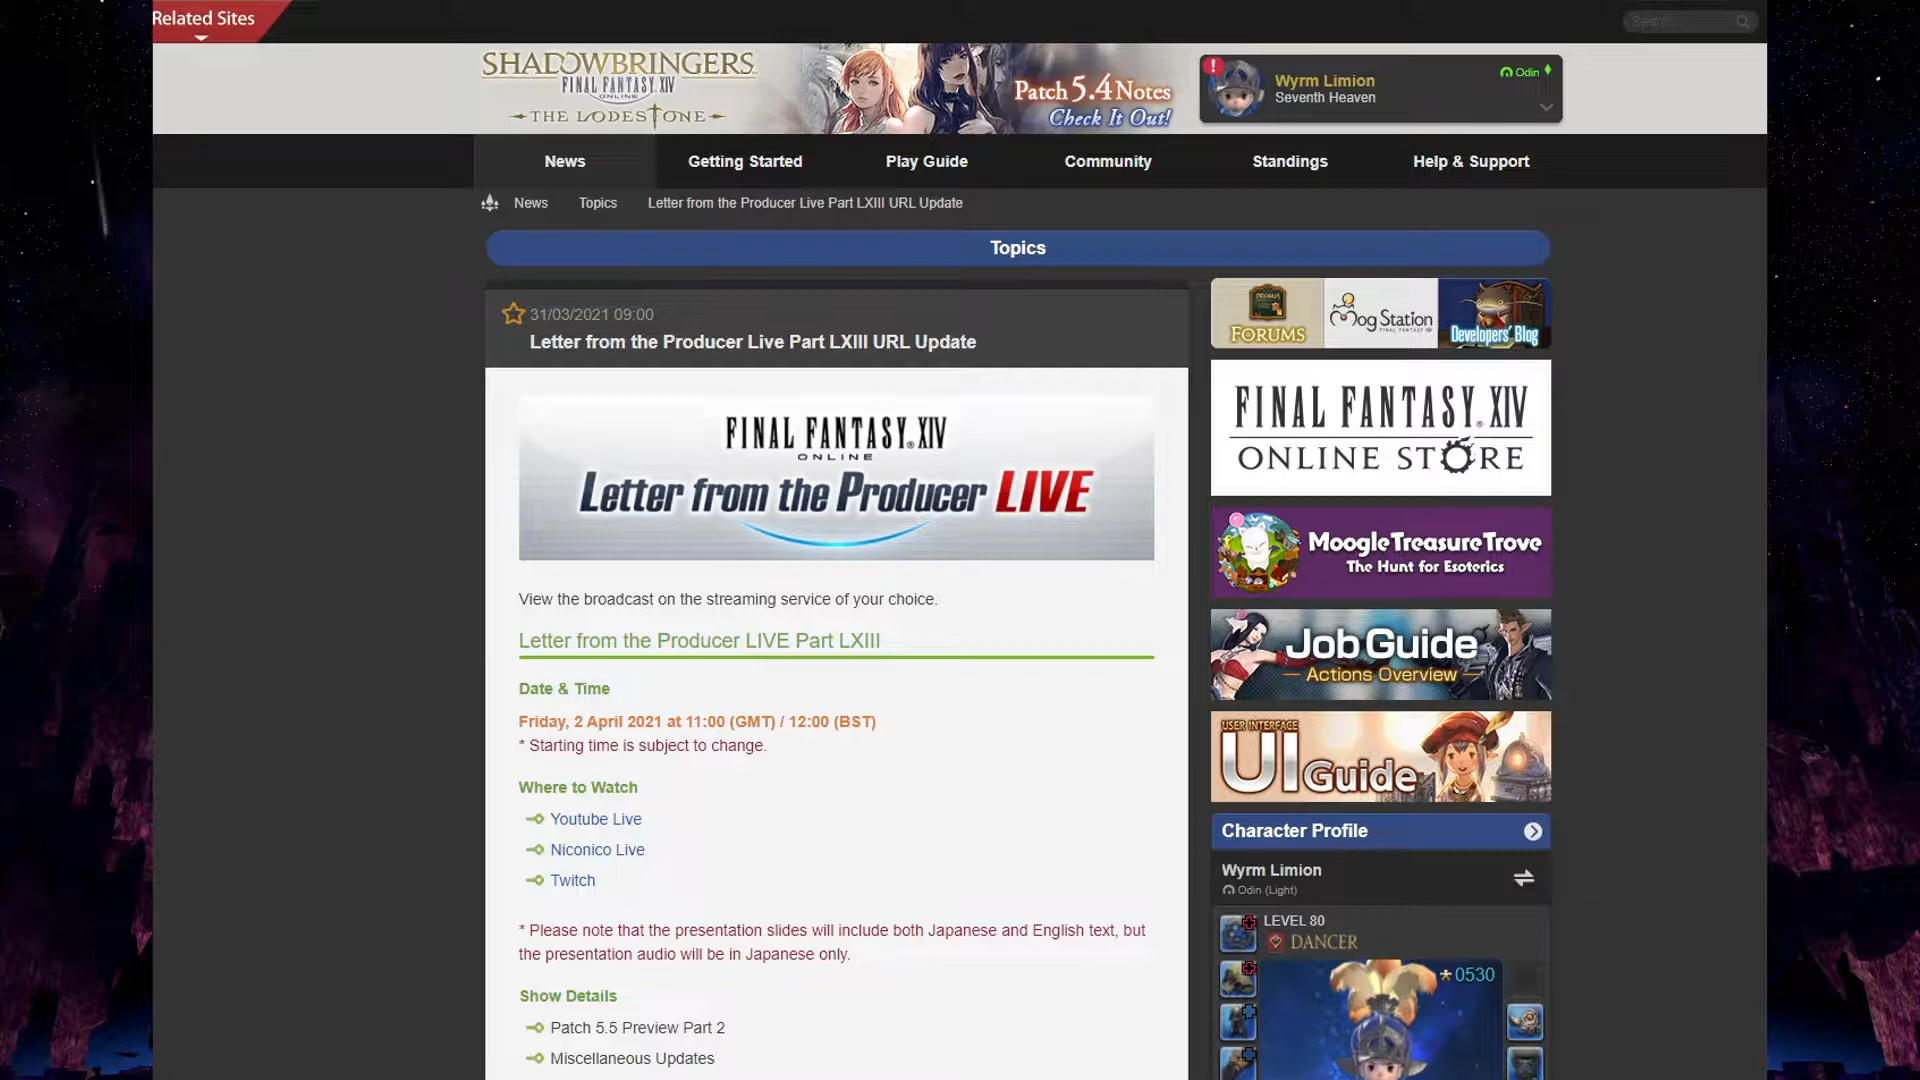 Related Sites
Search
SHADOWBRINGERS
FINAL FANTASY XIV
ONLINE
THE LODESTONE
Patch 5.4 Notes
Check It Out!
Wyrm Limion
Seventh Heaven
Odin
News
Getting Started
Play Guide
Community
Standings
Help & Support
News
Topics
Letter from the Producer Live Part LXIII URL Update
Topics
31/03/2021 09:00
Letter from the Producer Live Part LXIII URL Update
FINAL FANTASY® XIV
ONLINE
Letter from the Producer LIVE
View the broadcast on the streaming service of your choice.
Letter from the Producer LIVE Part LXIII
Date & Time
Friday, 2 April 2021 at 11:00 (GMT) / 12:00 (BST)
* Starting time is subject to change.
Where to Watch
Youtube Live
Niconico Live
Twitch
* Please note that the presentation slides will include both Japanese and English text, but
the presentation audio will be in Japanese only.
Show Details
Patch 5.5 Preview Part 2
Miscellaneous Updates
FORUMS
Mog Station
FINAL FANTASY XIV
Developers' Blog
FINAL FANTASY® XIV
ONLINE STORE
Moogle Treasure Trove
The Hunt for Esoterics
Job Guide
Actions Overview
USER INTERFACE
UI Guide
Character Profile
Wyrm Limion
Odin (Light)
LEVEL 80
DANCER
0530